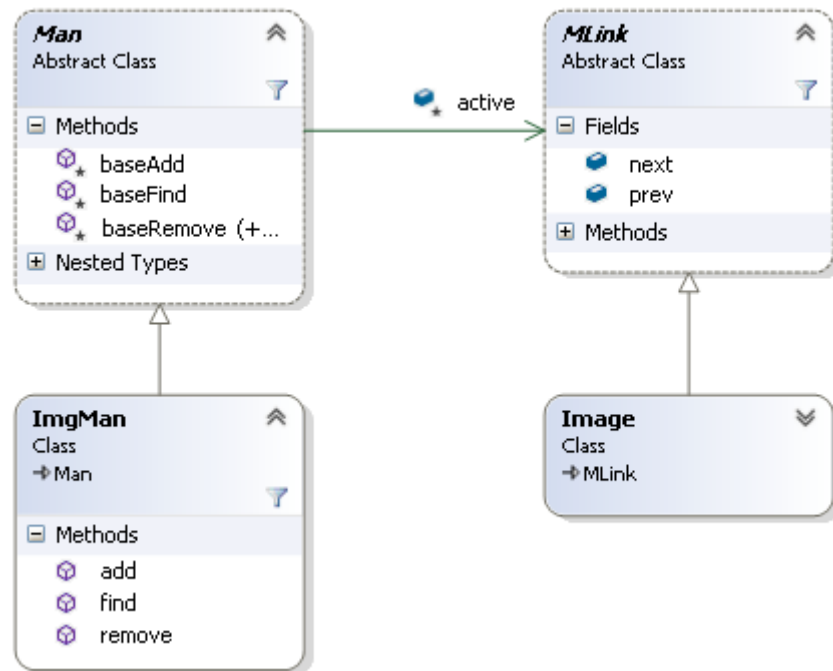 Man
Abstract Class
Methods
baseAdd
baseFind
baseRemove (+...
Nested Types
active
MLink
Abstract Class
Fields
next
prev
Methods
ImgMan
Class
Man
Methods
add
find
remove
Image
Class
MLink